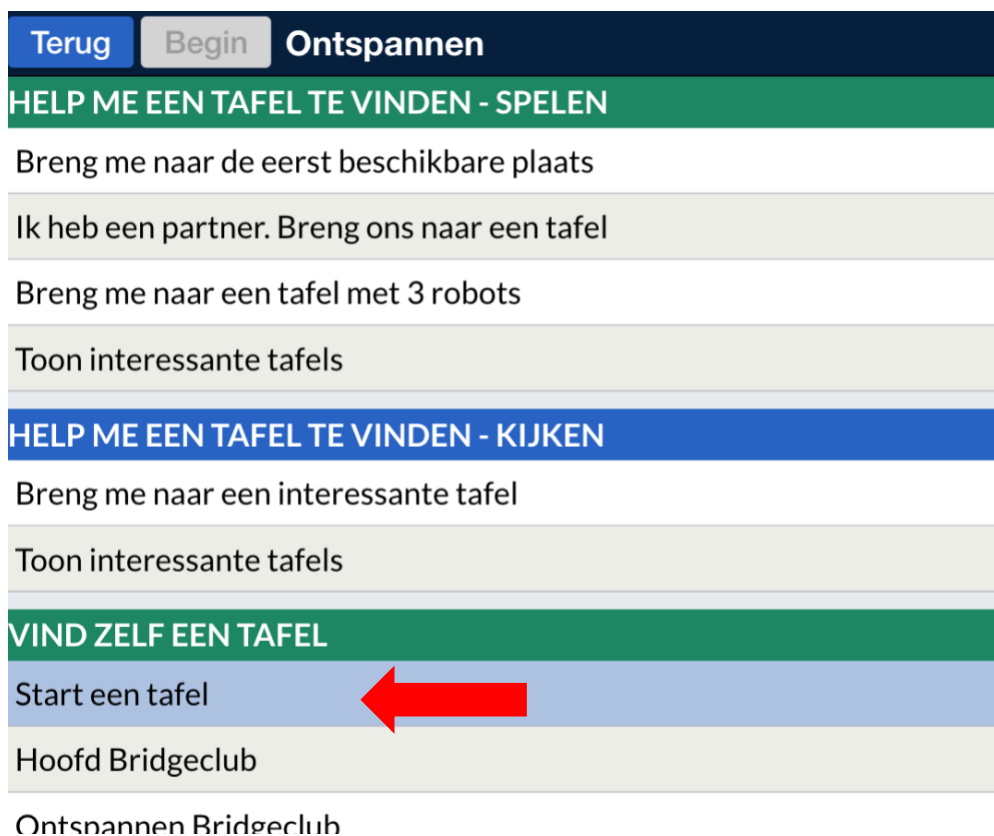 Terug Begin Ontspannen
HELP ME EEN TAFEL TE VINDEN - SPELEN
Breng me naar de eerst beschikbare plaats
Ik heb een partner. Breng ons naar een tafel
Breng me naar een tafel met 3 robots
Toon interessante tafels
HELP ME EEN TAFEL TE VINDEN - KIJKEN
Breng me naar een interessante tafel
Toon interessante tafels
VIND ZELF EEN TAFEL
Start een tafel
Hoofd Bridgeclub
Ontspannen Bridgeclub